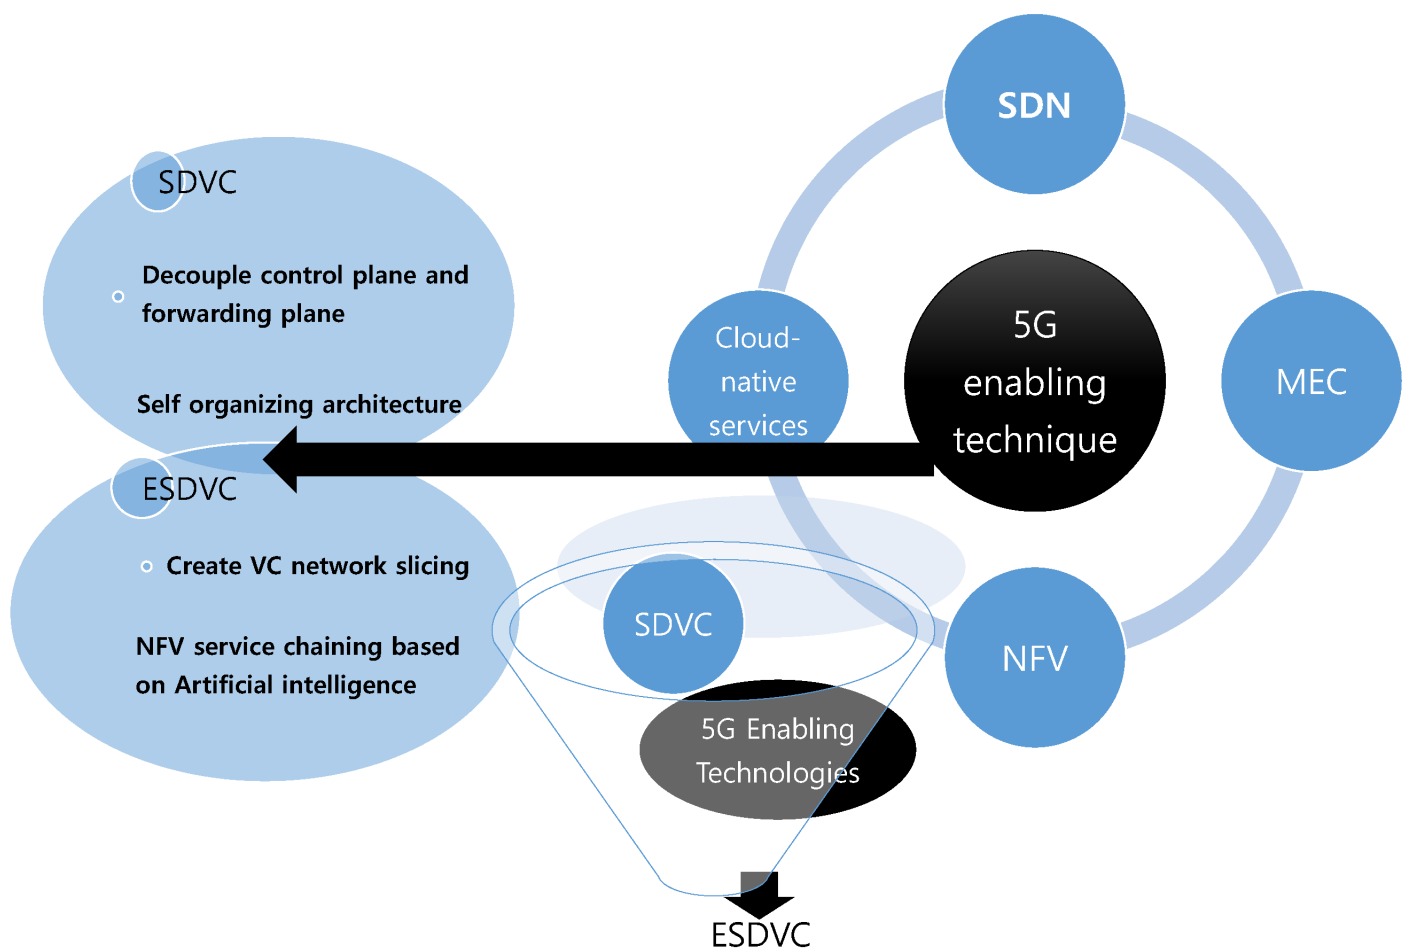 SDVC
Decouple control plane and
forwarding plane
Self organizing architecture
ESDVC
Create VC network slicing
NFV service chaining based
on Artificial intelligence
SDN
Cloud-
native
services
5G
enabling
technique
MEC
NFV
SDVC
5G Enabling
Technologies
ESDVC